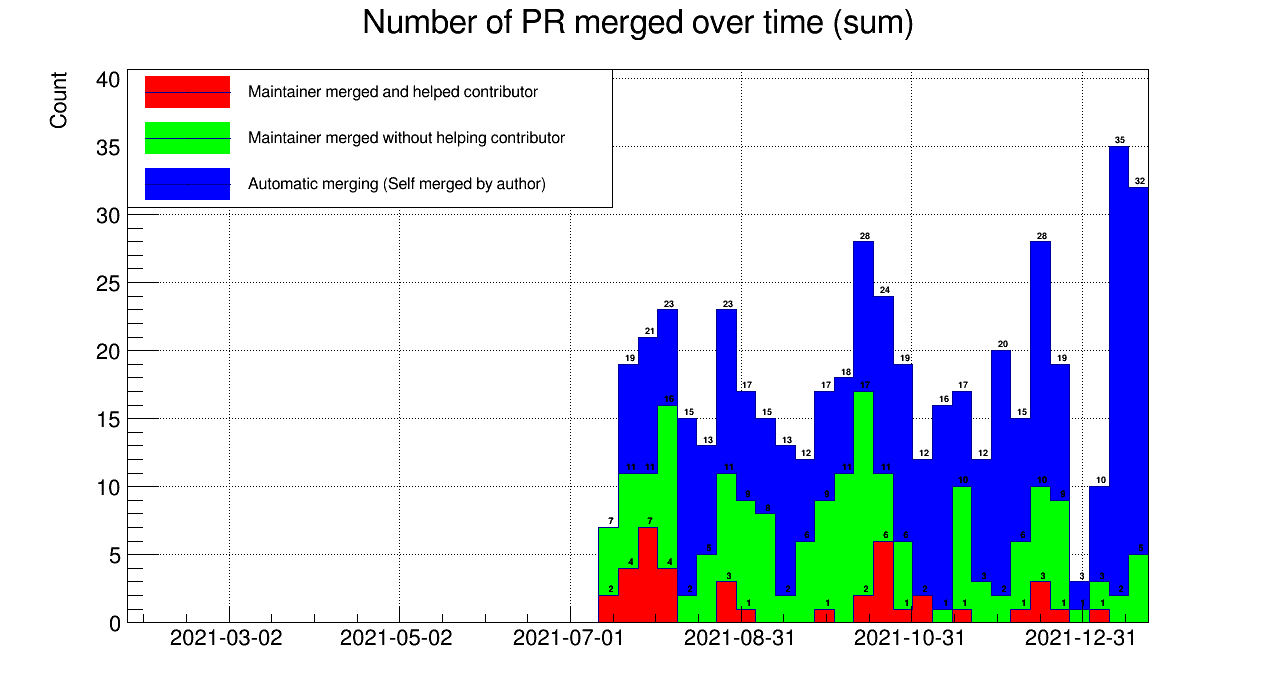 Number of PR merged over time (sum)
Count
Maintainer merged and helped contributor
Maintainer merged without helping contributor
Automatic merging (Self merged by author)
40
35
30
25
20
15
10
5
0
7 19 21 23 15 13 23 17 15 13 12 17 18 28 24 19 12 16 17 12 20 15 28 19 3 10 35 32
11 11 16 2 5 11 9 8 2 6 9 11 17 11 6 2 1 10 3 2 6 10 9 1 3 2 5
2 4 7 4 3 1 1 2 6 1 1 1 3 1 1
2021-03-02 2021-05-02 2021-07-01 2021-08-31 2021-10-31 2021-12-31